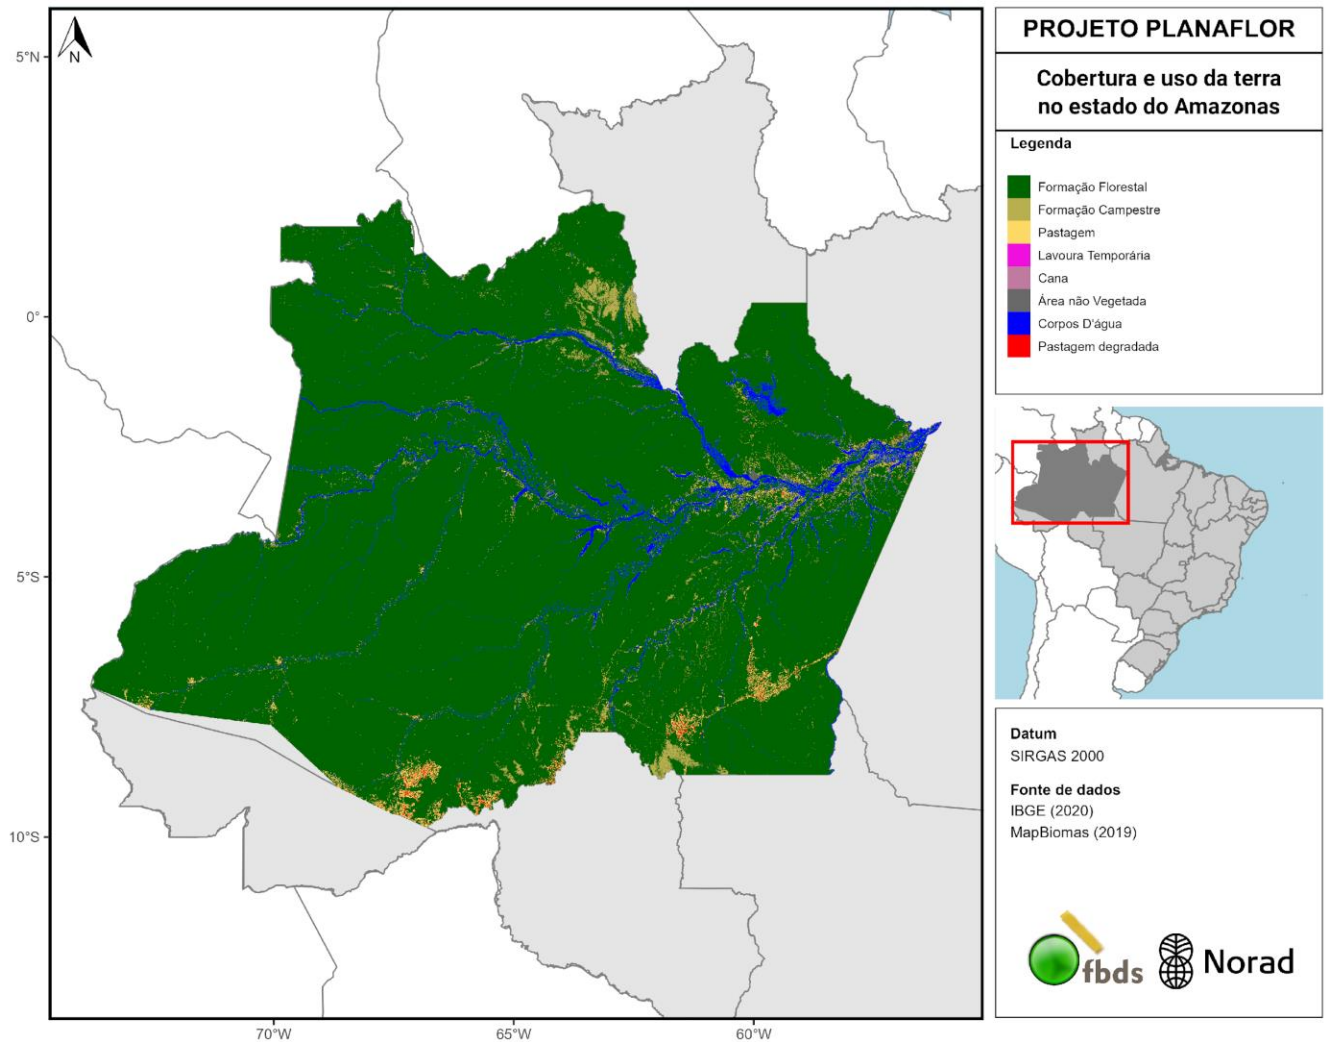 N
5°N
0°
5°S
10°S
70°W
65°W
60°W
PROJETO PLANAFLOR
Cobertura e uso da terra
no estado do Amazonas
Legenda
Formação Florestal
Formação Campestre
Pastagem
Lavoura Temporária
Cana
Área não Vegetada
Corpos D'água
Pastagem degradada
Datum
SIRGAS 2000
Fonte de dados
IBGE (2020)
MapBiomas (2019)
fbds
Norad